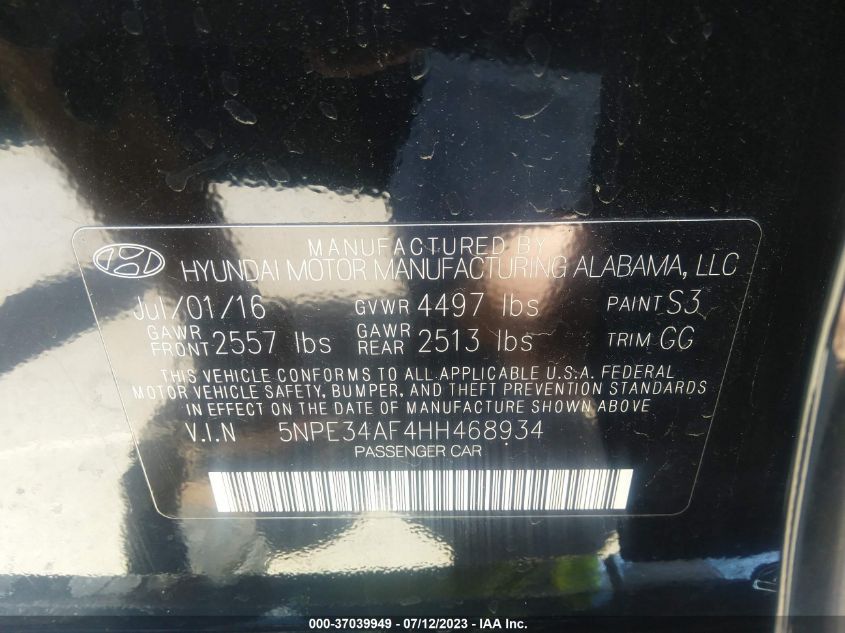 MANUFACTURED BY
HYUNDAI MOTOR MANUFACTURING ALABAMA, LLC
Jul/01/16 GVWR 4497 lbs PAINT S3
GAWR FRONT 2557 lbs GAWR REAR 2513 lbs TRIM GG
THIS VEHICLE CONFORMS TO ALL APPLICABLE U.S.A. FEDERAL
MOTOR VEHICLE SAFETY, BUMPER, AND THEFT PREVENTION STANDARDS
IN EFFECT ON THE DATE OF MANUFACTURE SHOWN ABOVE
V.I.N 5NPE34AF4HH468934
PASSENGER CAR
000-37039949 - 07/12/2023 - IAA Inc.